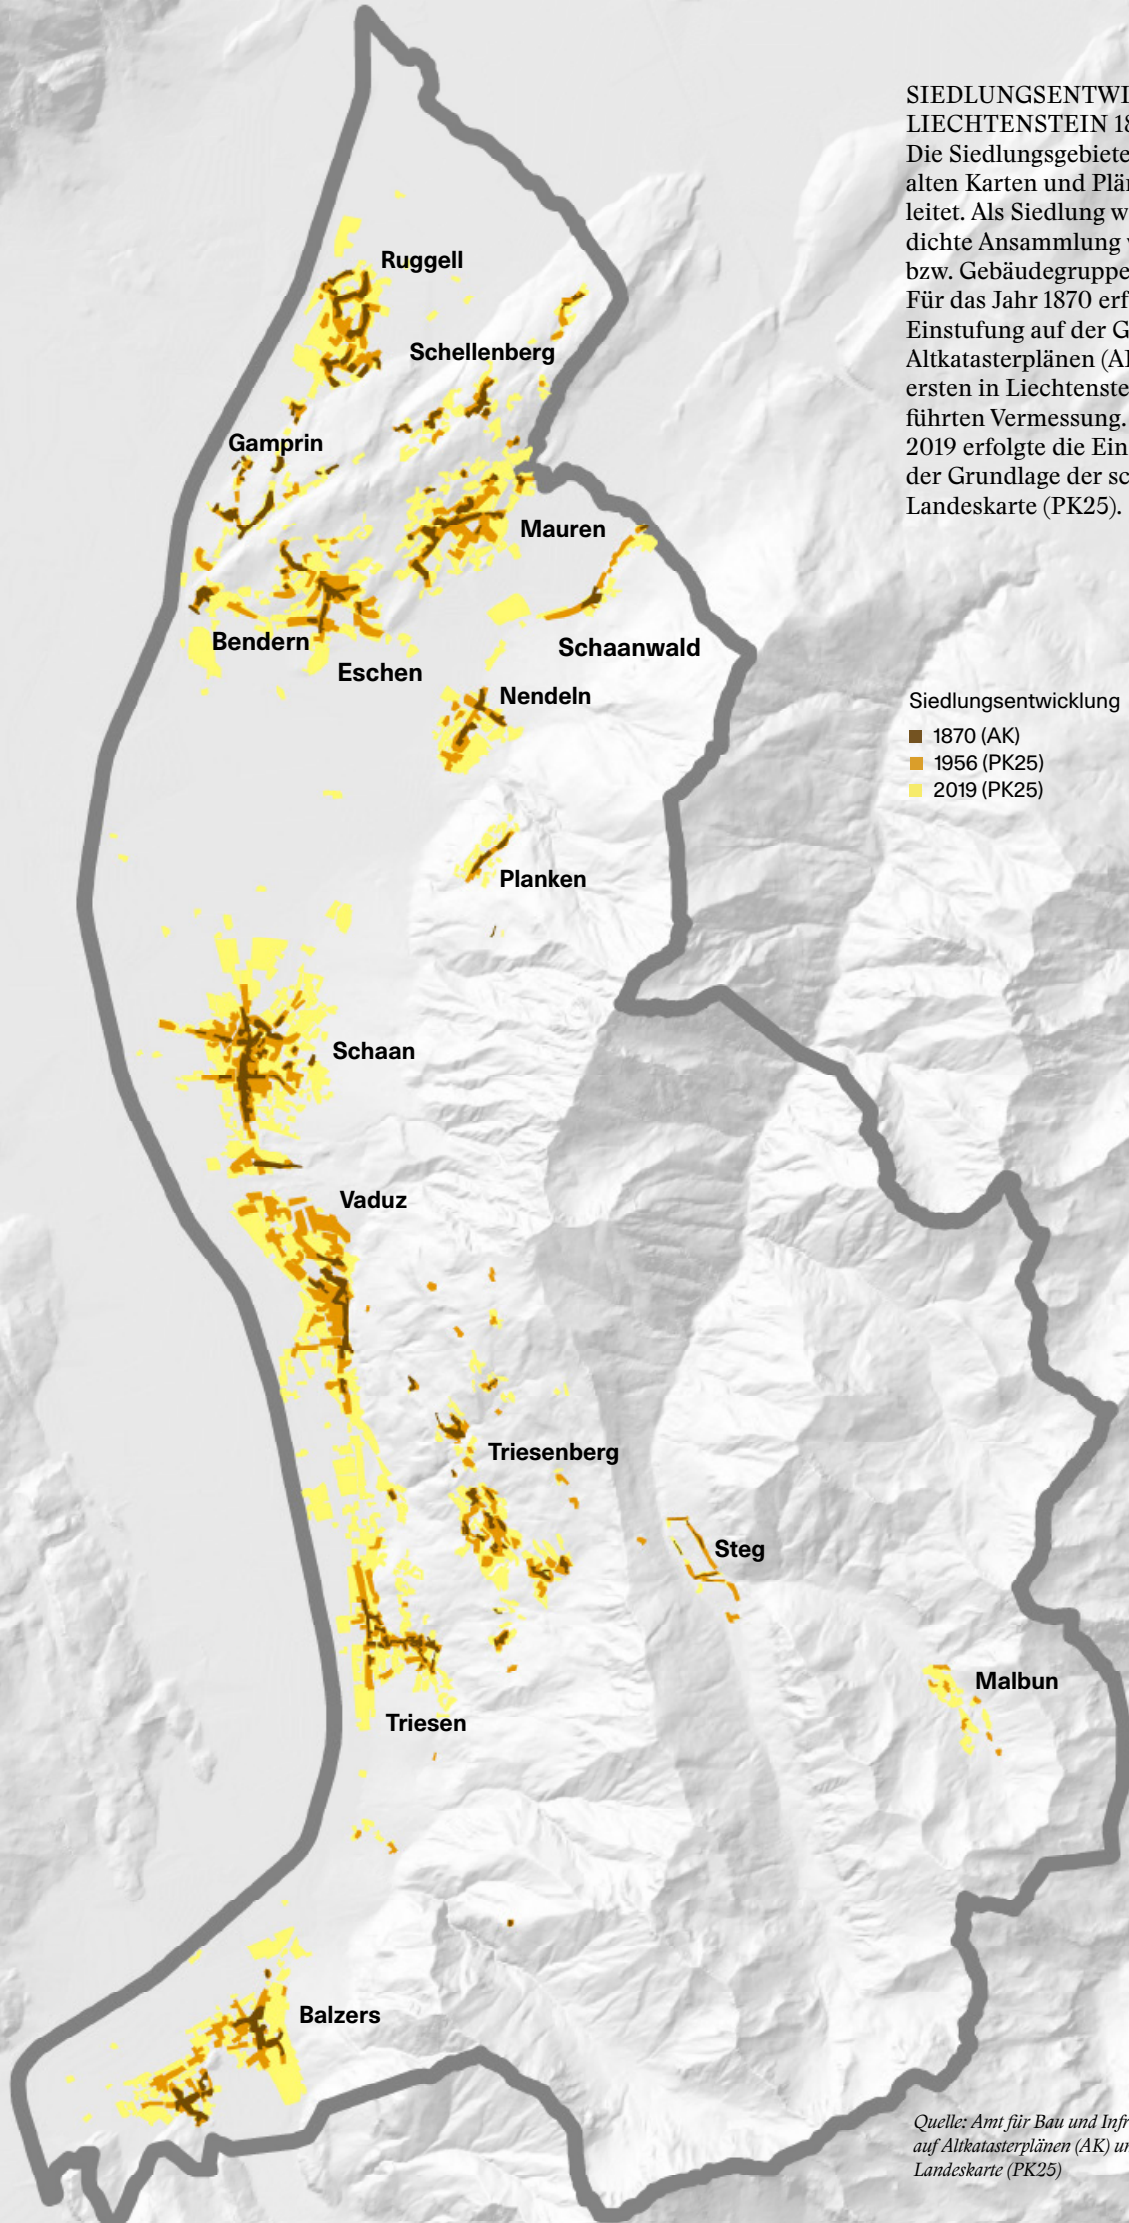 SIEDLUNGSENTWI
LIECHTENSTEIN 18
Die Siedlungsgebiete
alten Karten und Plän
leitet. Als Siedlung w
dichte Ansammlung v
bzw. Gebäudegruppe
Für das Jahr 1870 erf
Einstufung auf der G
Altkatasterplänen (AK
ersten in Liechtenste
führten Vermessung.
2019 erfolgte die Ein
der Grundlage der sc
Landeskarte (PK25).
Ruggell
Schellenberg
Gamprin
Mauren
Bendern
Schaanwald
Eschen
Nendeln
Siedlungsentwicklung
1870 (AK)
1956 (PK25)
2019 (PK25)
Planken
Schaan
Vaduz
Triesenberg
Steg
Malbun
Triesen
Balzers
Quelle: Amt für Bau und Infr
auf Altkatasterplänen (AK) un
Landeskarte (PK25)